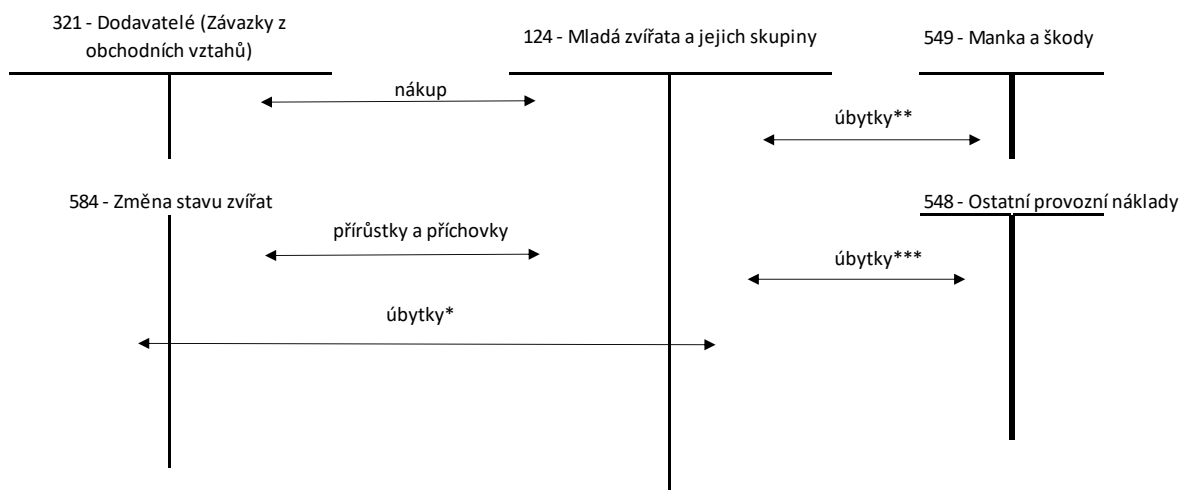 321 - Dodavatelé (Závazky z
obchodních vztahů)
124 - Mladá zvířata a jejich skupiny
549 - Manka a škody
nákup
úbytky**
584 - Změna stavu zvířat
548 - Ostatní provozní náklady
přírůstky a příchovky
úbytky***
úbytky*